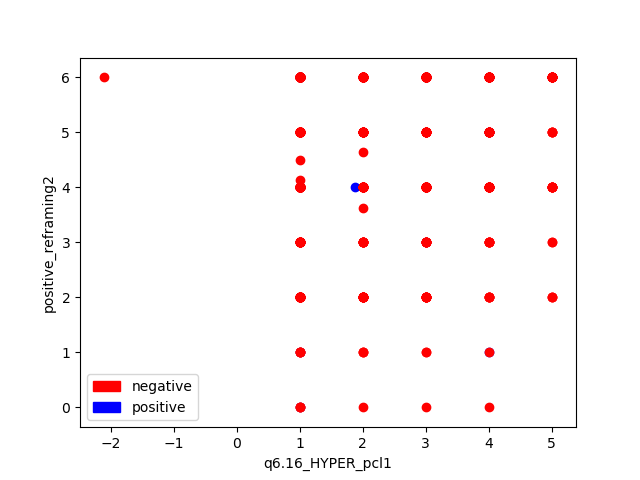 6
5
4
3
2
1
0
positive_reframing2
negative
positive
−2 −1 0 1 2 3 4 5
q6.16_HYPER_pcl1